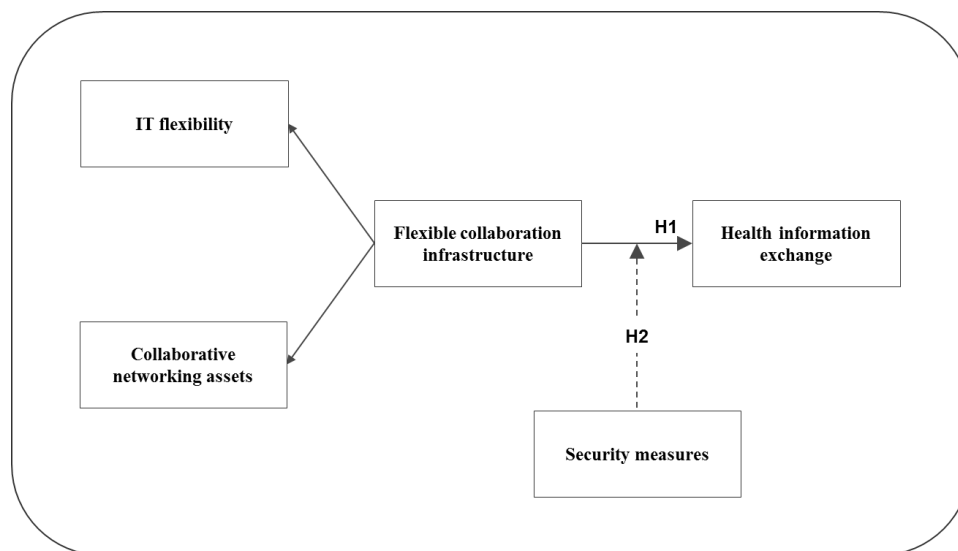 IT flexibility
Flexible collaboration
infrastructure
H1
Health information
exchange
H2
Collaborative
networking assets
Security measures